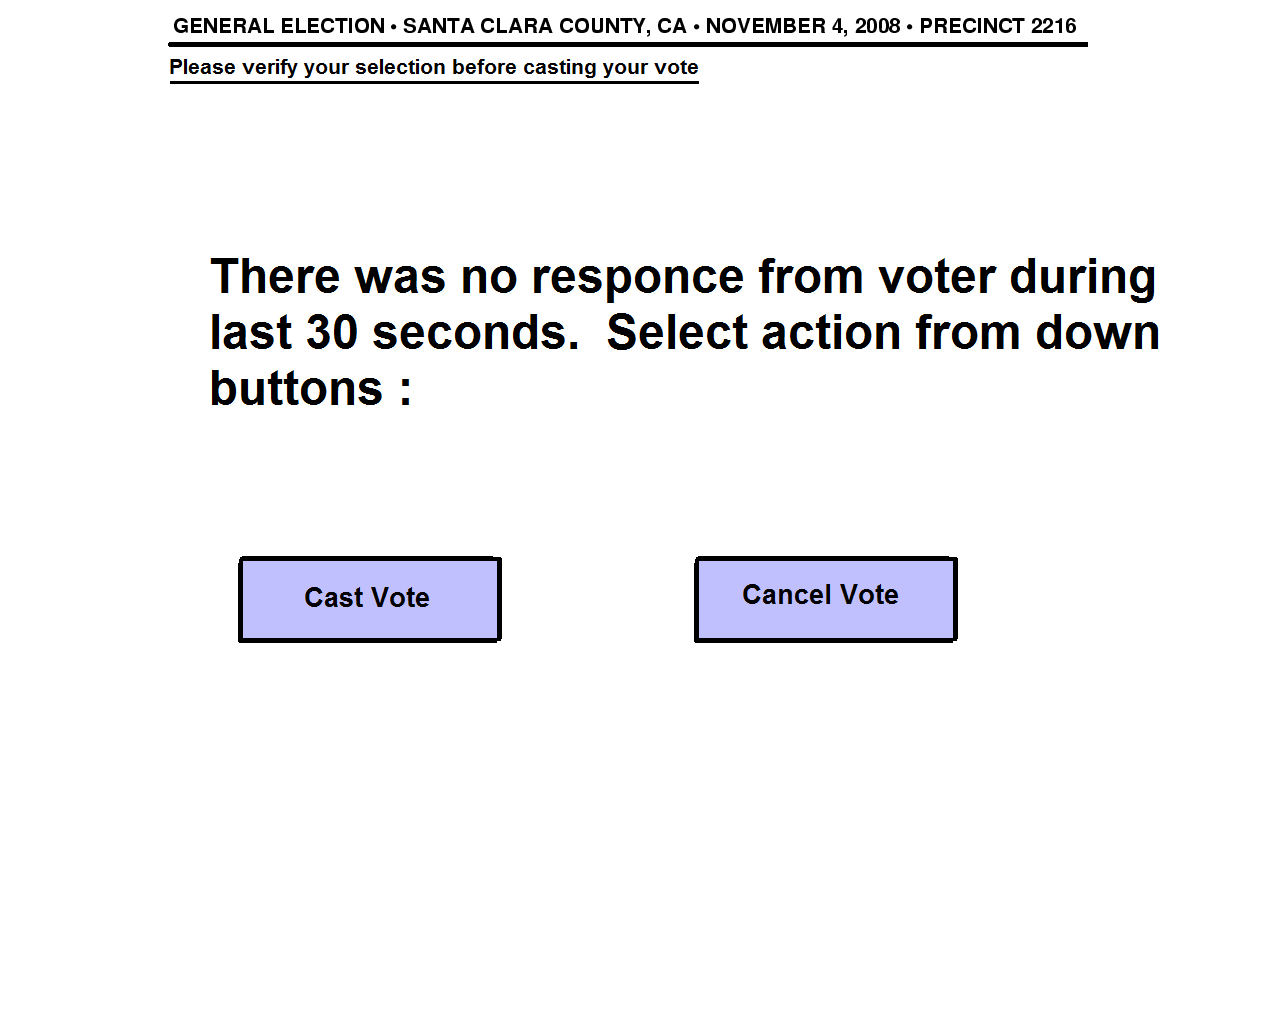 GENERAL ELECTION • SANTA CLARA COUNTY, CA • NOVEMBER 4, 2008 • PRECINCT 2216
Please verify your selection before casting your vote
There was no responce from voter during
last 30 seconds.  Select action from down
buttons :
Cast Vote
Cancel Vote